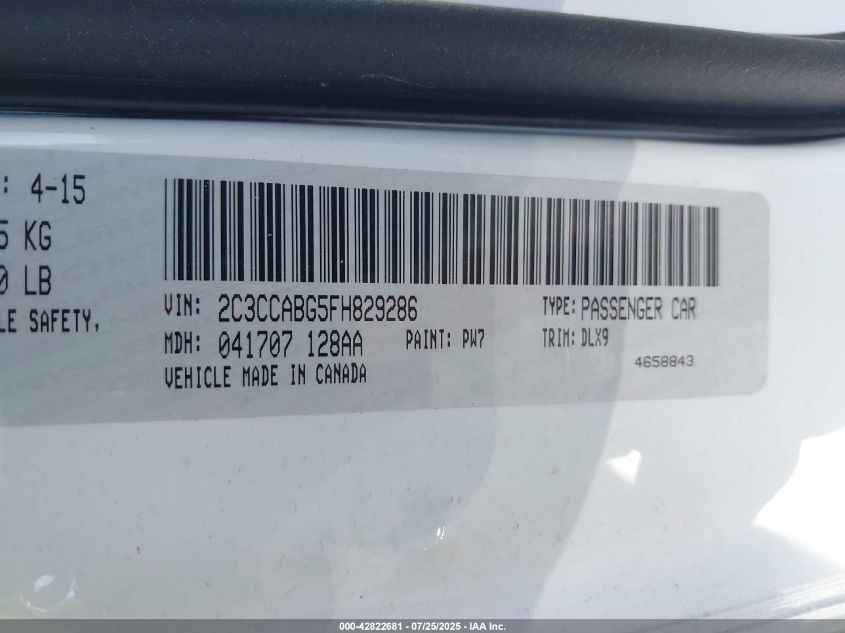 : 4-15
5 KG
0 LB
LE SAFETY,
VIN: 2C3CCABG5FH829286 TYPE: PASSENGER CAR
MDH: 041707 128AA PAINT: PW7 TRIM: DLX9
VEHICLE MADE IN CANADA 4658843
000-42822681 - 07/25/2025 - IAA Inc.